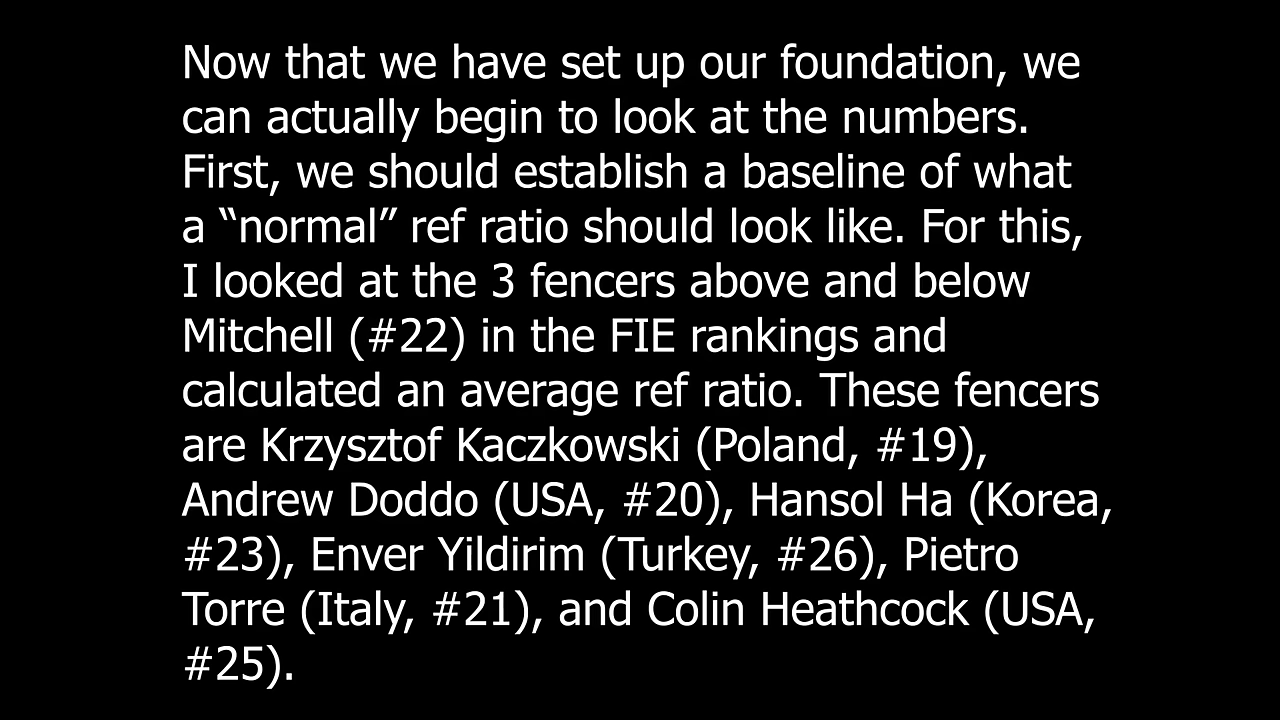 Now that we have set up our foundation, we
can actually begin to look at the numbers.
First, we should establish a baseline of what
a “normal” ref ratio should look like. For this,
I looked at the 3 fencers above and below
Mitchell (#22) in the FIE rankings and
calculated an average ref ratio. These fencers
are Krzysztof Kaczkowski (Poland, #19),
Andrew Doddo (USA, #20), Hansol Ha (Korea,
#23), Enver Yildirim (Turkey, #26), Pietro
Torre (Italy, #21), and Colin Heathcock (USA,
#25).